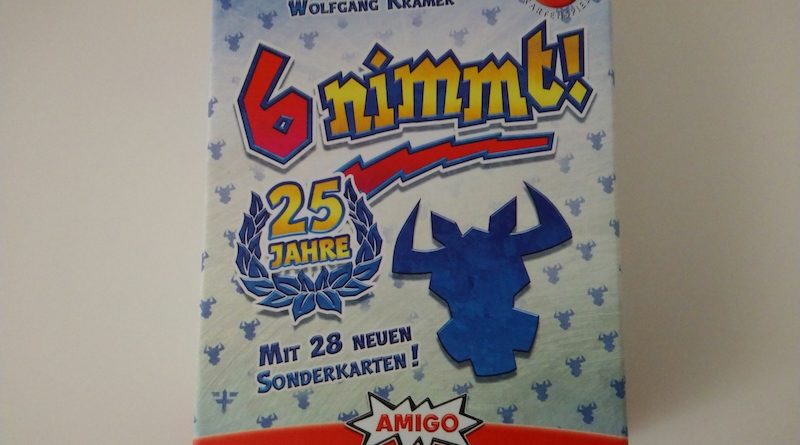 WOLFGANG KRAMER
6 nimmt!
25
JAHRE
MIT 28 NEUEN
SONDERKARTEN!
AMIGO